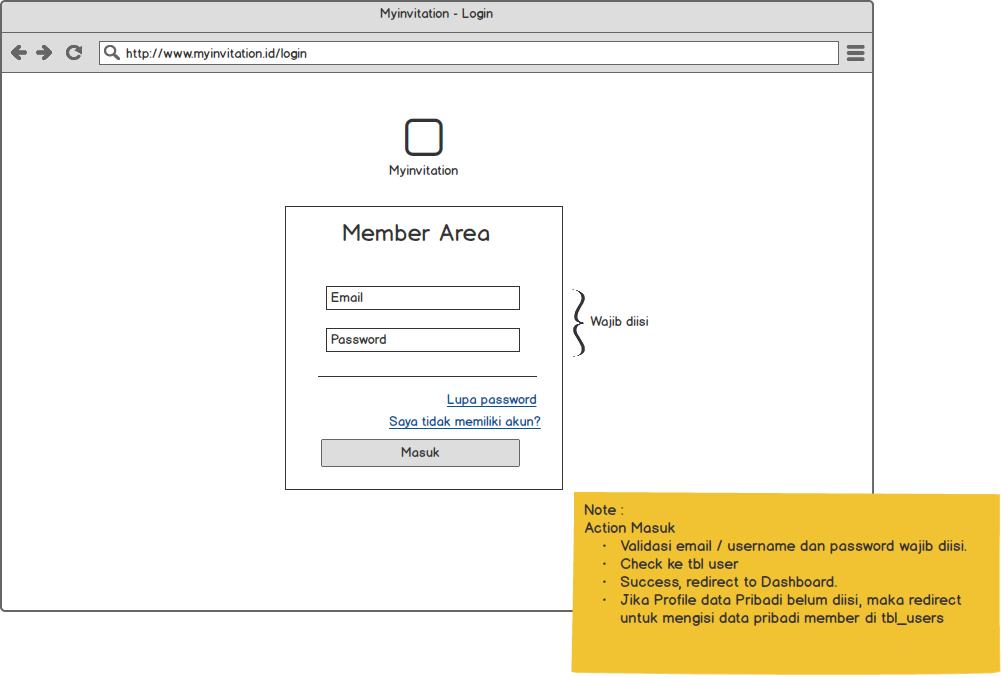 Myinvitation - Login
http://www.myinvitation.id/login
Myinvitation
Member Area
Email
Password
Wajib diisi
Lupa password
Saya tidak memiliki akun?
Masuk
Note :
Action Masuk
· Validasi email / username dan password wajib diisi.
· Check ke tbl user
· Success, redirect to Dashboard.
· Jika Profile data Pribadi belum diisi, maka redirect
untuk mengisi data pribadi member di tbl_users